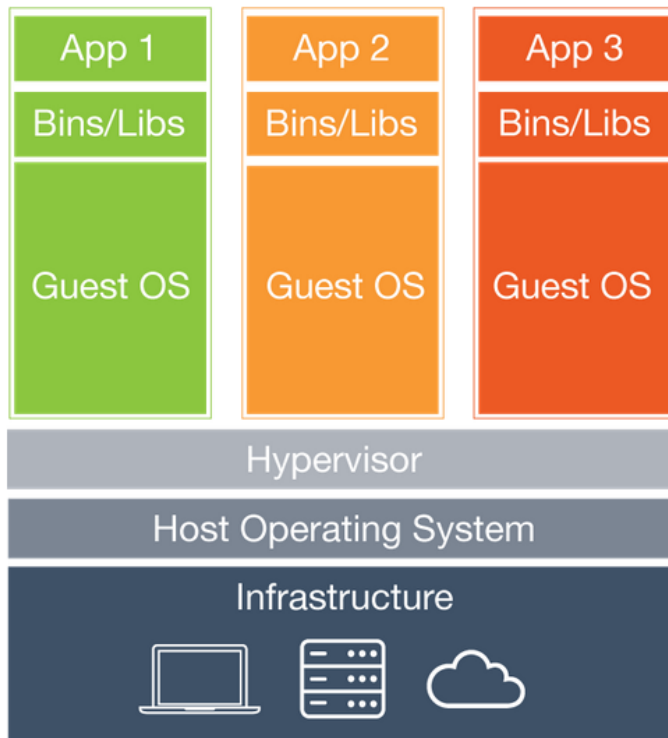 App 1
App 2
App 3
Bins/Libs
Bins/Libs
Bins/Libs
Guest OS
Guest OS
Guest OS
Hypervisor
Host Operating System
Infrastructure